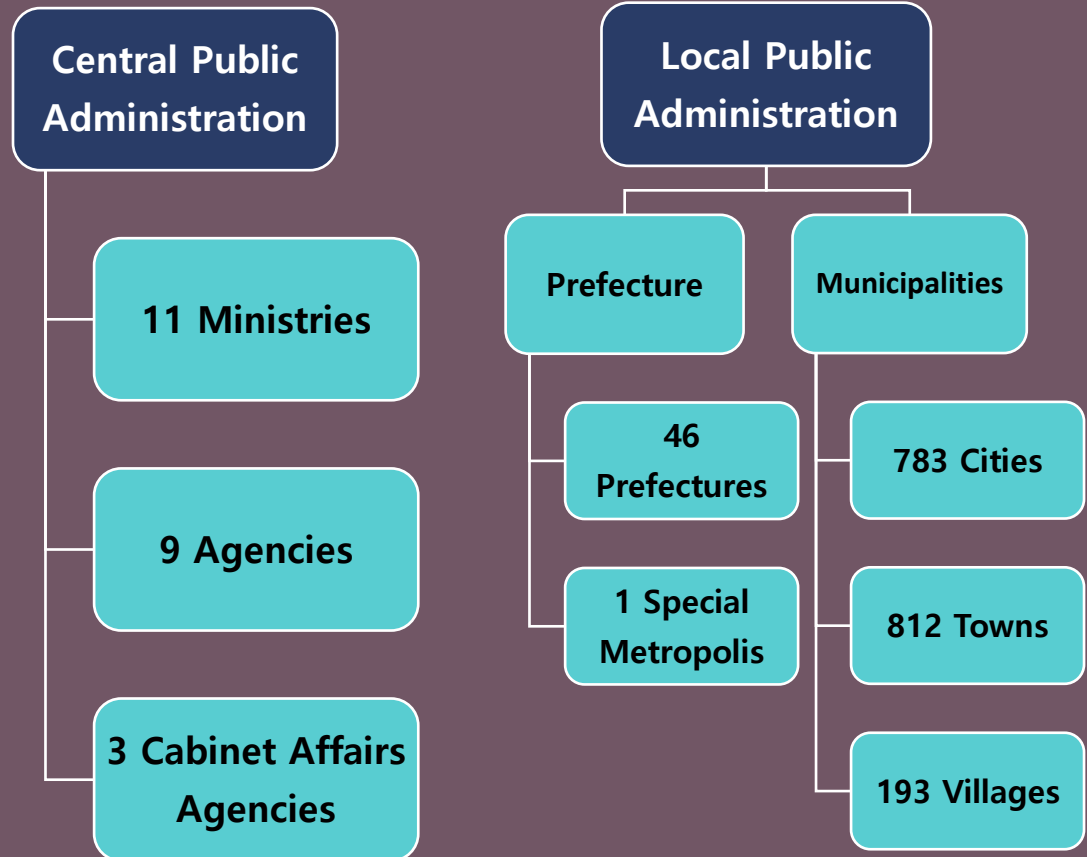 Central Public
Administration
11 Ministries
9 Agencies
3 Cabinet Affairs
Agencies
Local Public
Administration
Prefecture
46
Prefectures
1 Special
Metropolis
Municipalities
783 Cities
812 Towns
193 Villages